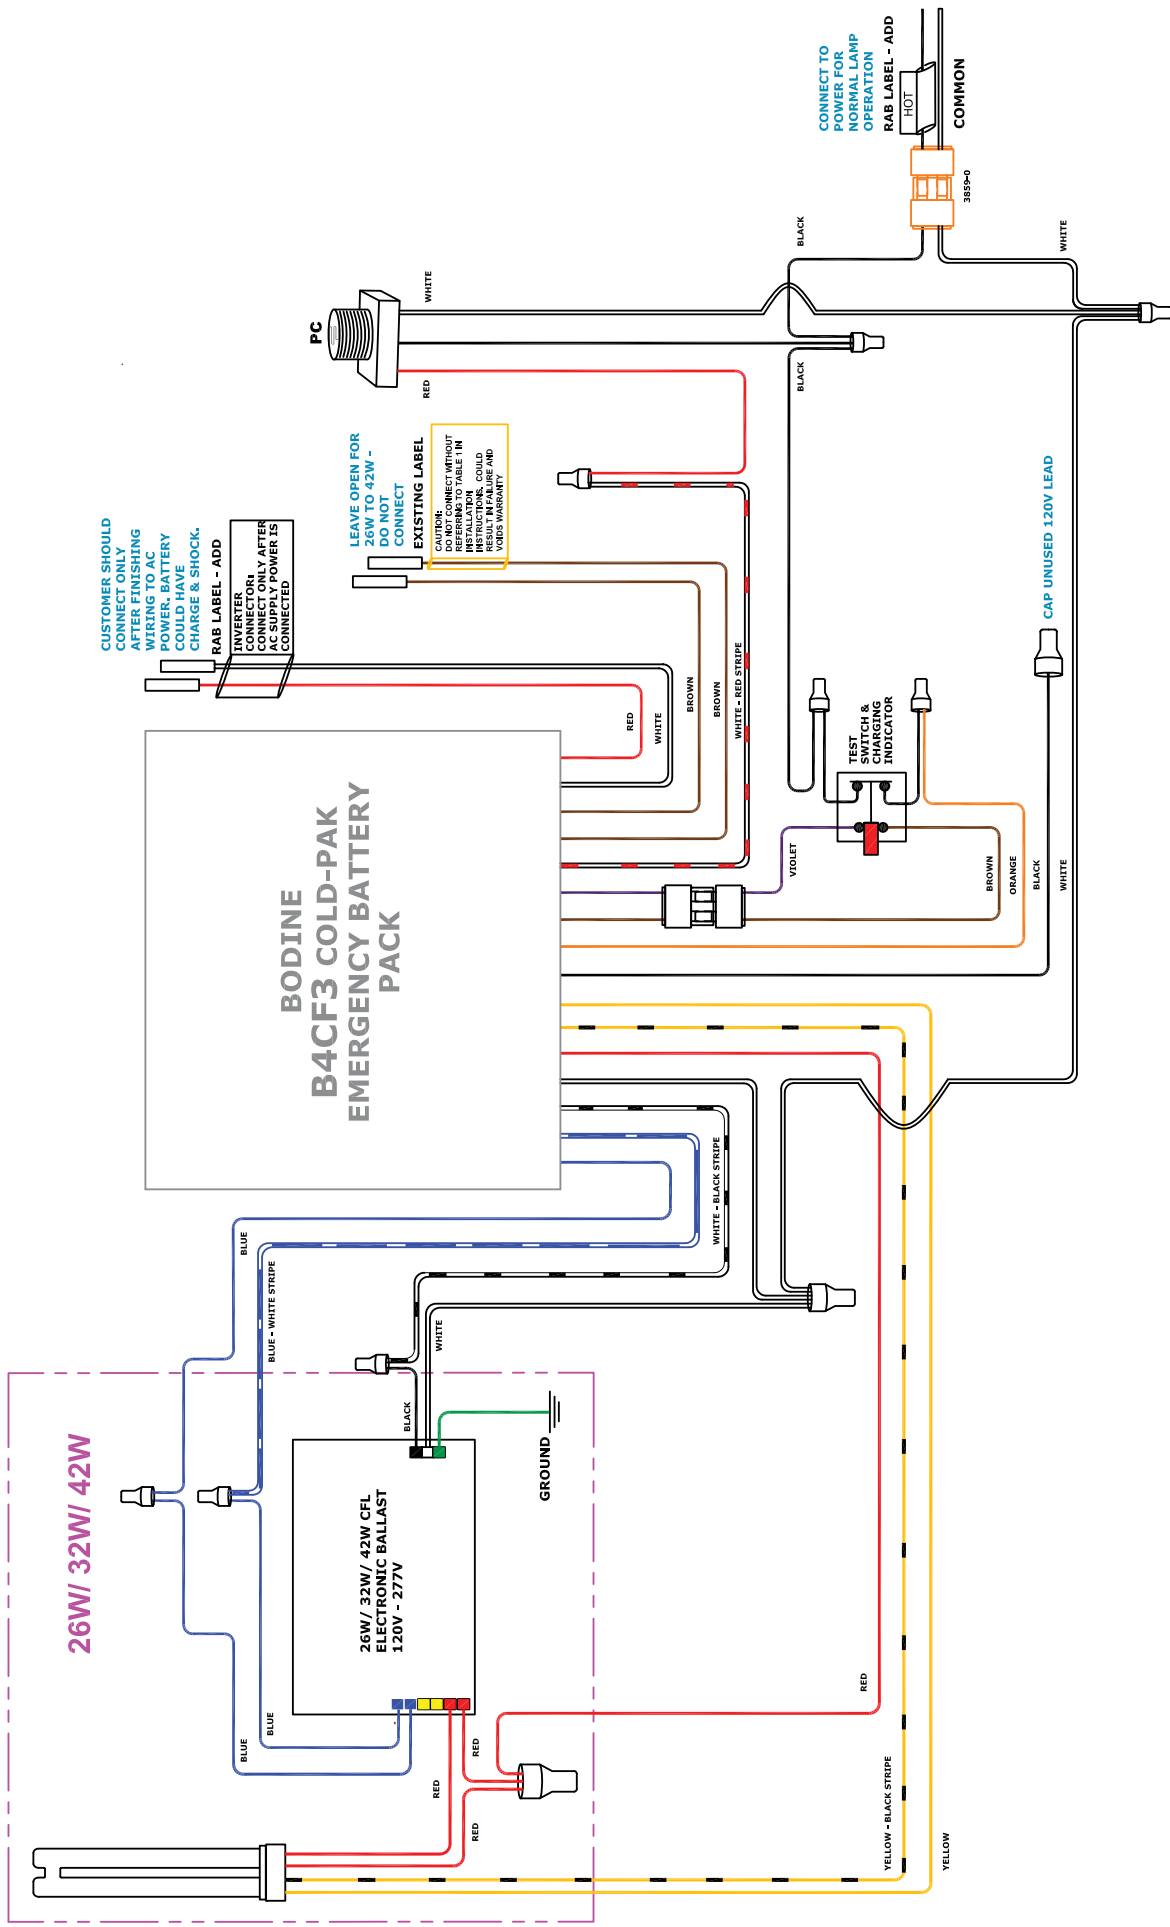 CONNECT TO
POWER FOR
NORMAL LAMP
OPERATION
RAB LABEL - ADD
HOT
COMMON
3859-0
BLACK
WHITE
WHITE
PC
RED
BLACK
LEAVE OPEN FOR
26W TO 42W -
DO NOT
CONNECT
EXISTING LABEL
CAUTION:
DO NOT CONNECT WITHOUT
REFERRING TO TABLE 1 IN
INSTALLATION
INSTRUCTIONS. COULD
RESULT IN FAILURE AND
VOIDS WARRANTY
CUSTOMER SHOULD
CONNECT ONLY
AFTER FINISHING
WIRING TO AC
POWER. BATTERY
COULD HAVE
CHARGE & SHOCK.
RAB LABEL - ADD
INVERTER
CONNECTOR:
CONNECT ONLY AFTER
AC SUPPLY POWER IS
CONNECTED
CAP UNUSED 120V LEAD
RED
WHITE
BROWN
BROWN
WHITE - RED STRIPE
TEST
SWITCH &
CHARGING
INDICATOR
VIOLET
BROWN
ORANGE
BLACK
WHITE
BODINE
B4CF3 COLD-PAK
EMERGENCY BATTERY
PACK
WHITE - BLACK STRIPE
BLUE
BLUE - WHITE STRIPE
WHITE
BLACK
GROUND
26W/ 32W/ 42W
26W/ 32W/ 42W CFL
ELECTRONIC BALLAST
120V - 277V
BLUE
BLUE
RED
RED
RED
RED
YELLOW - BLACK STRIPE
YELLOW